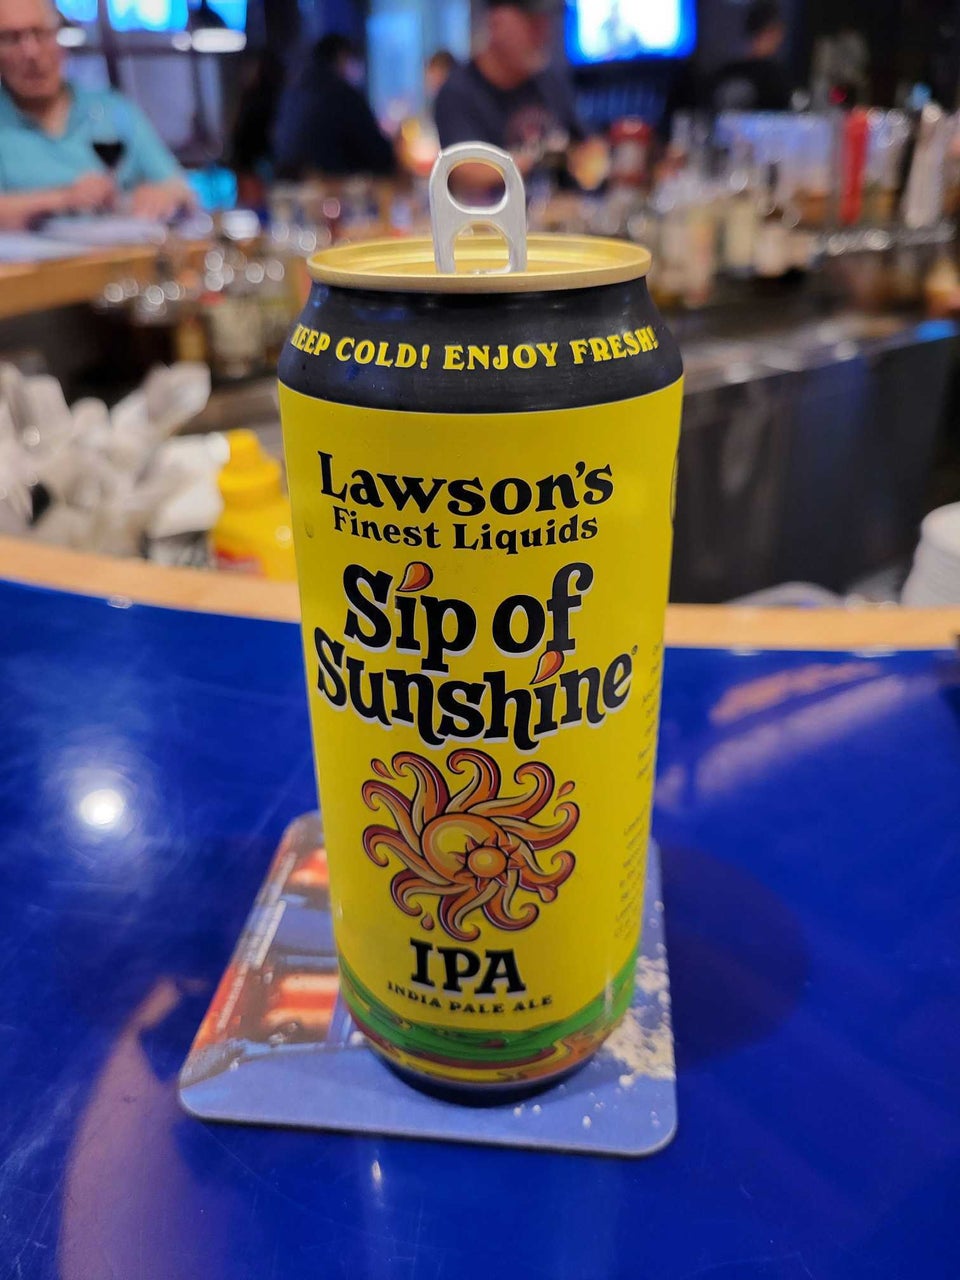 KEEP COLD! ENJOY FRESH!
Lawson's
Finest Liquids
Sip of
Sunshine®
IPA
INDIA PALE ALE